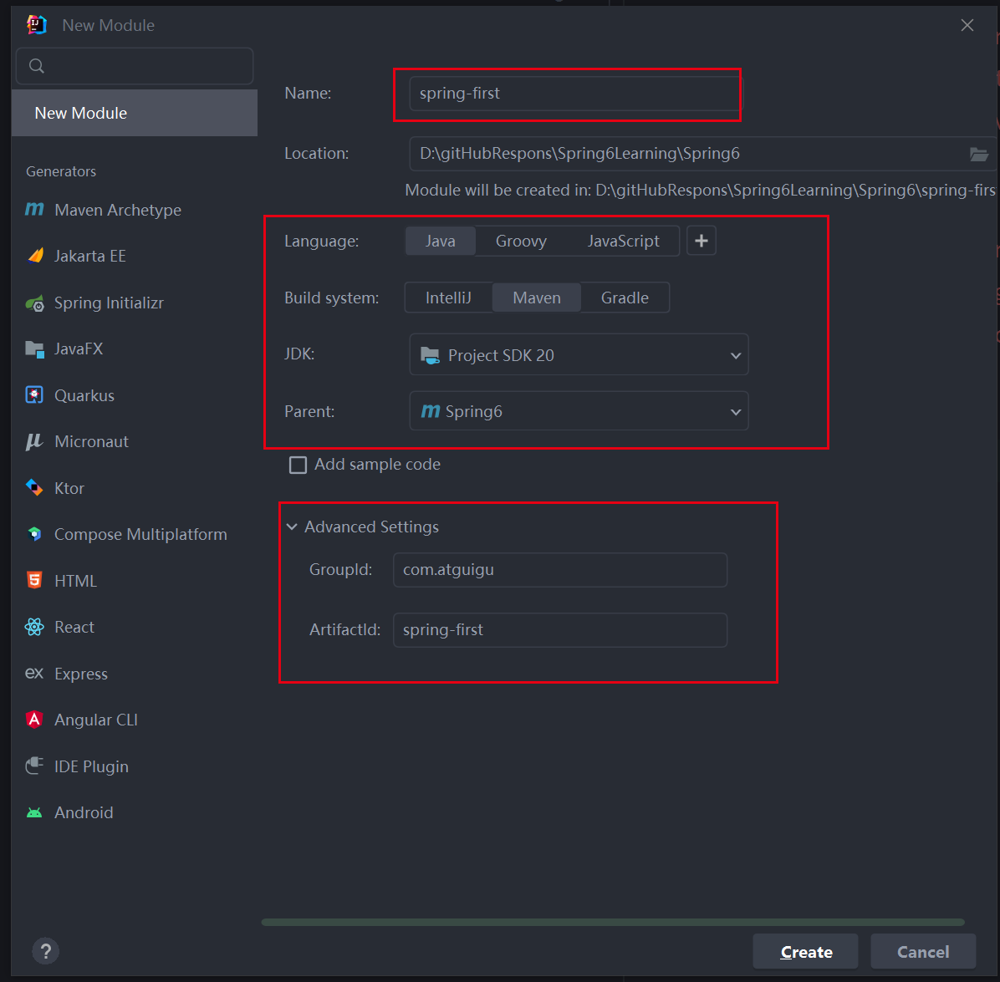 New Module
New Module
Generators
Maven Archetype
Jakarta EE
Spring Initializr
JavaFX
Quarkus
Micronaut
Ktor
Compose Multiplatform
HTML
React
Express
Angular CLI
IDE Plugin
Android
Name: spring-first
Location: D:\gitHubRespons\Spring6Learning\Spring6
Module will be created in: D:\gitHubRespons\Spring6Learning\Spring6\spring-firs
Language: Java Groovy JavaScript +
Build system: IntelliJ Maven Gradle
JDK: Project SDK 20
Parent: Spring6
Add sample code
Advanced Settings
GroupId: com.atguigu
ArtifactId: spring-first
? Create Cancel